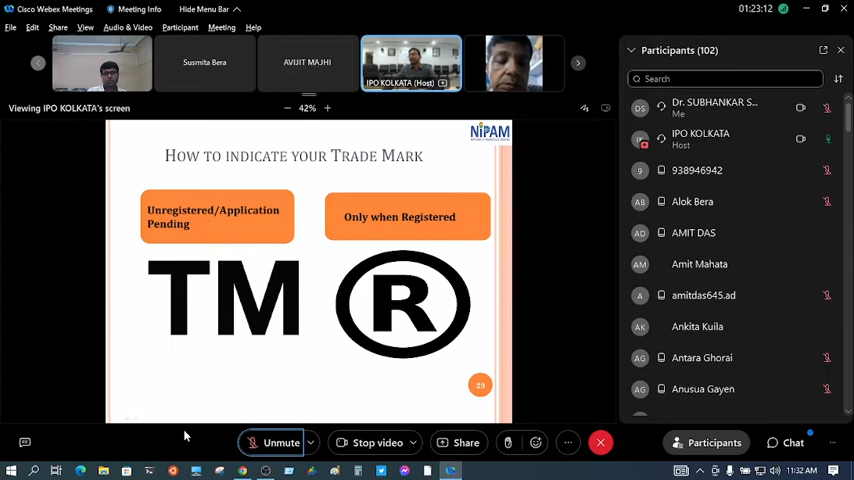 Cisco Webex Meetings
Meeting Info
Hide Menu Bar
01:23:12
File Edit Share View Audio & Video Participant Meeting Help
Susmita Bera
AVIJIT MAJHI
IPO KOLKATA (Host)
Viewing IPO KOLKATA's screen
42%
NIPAM
HOW TO INDICATE YOUR TRADE MARK
Unregistered/Application
Pending
Only when Registered
TM
®
29
Participants (102)
Search
DS
Dr. SUBHANKAR S...
Me
IPO KOLKATA
Host
9
938946942
AB
Alok Bera
AD
AMIT DAS
AM
Amit Mahata
A
amitdas645.ad
AK
Ankita Kuila
AG
Antara Ghorai
AG
Anusua Gayen
Unmute
Stop video
Share
Participants
Chat
11:32 AM